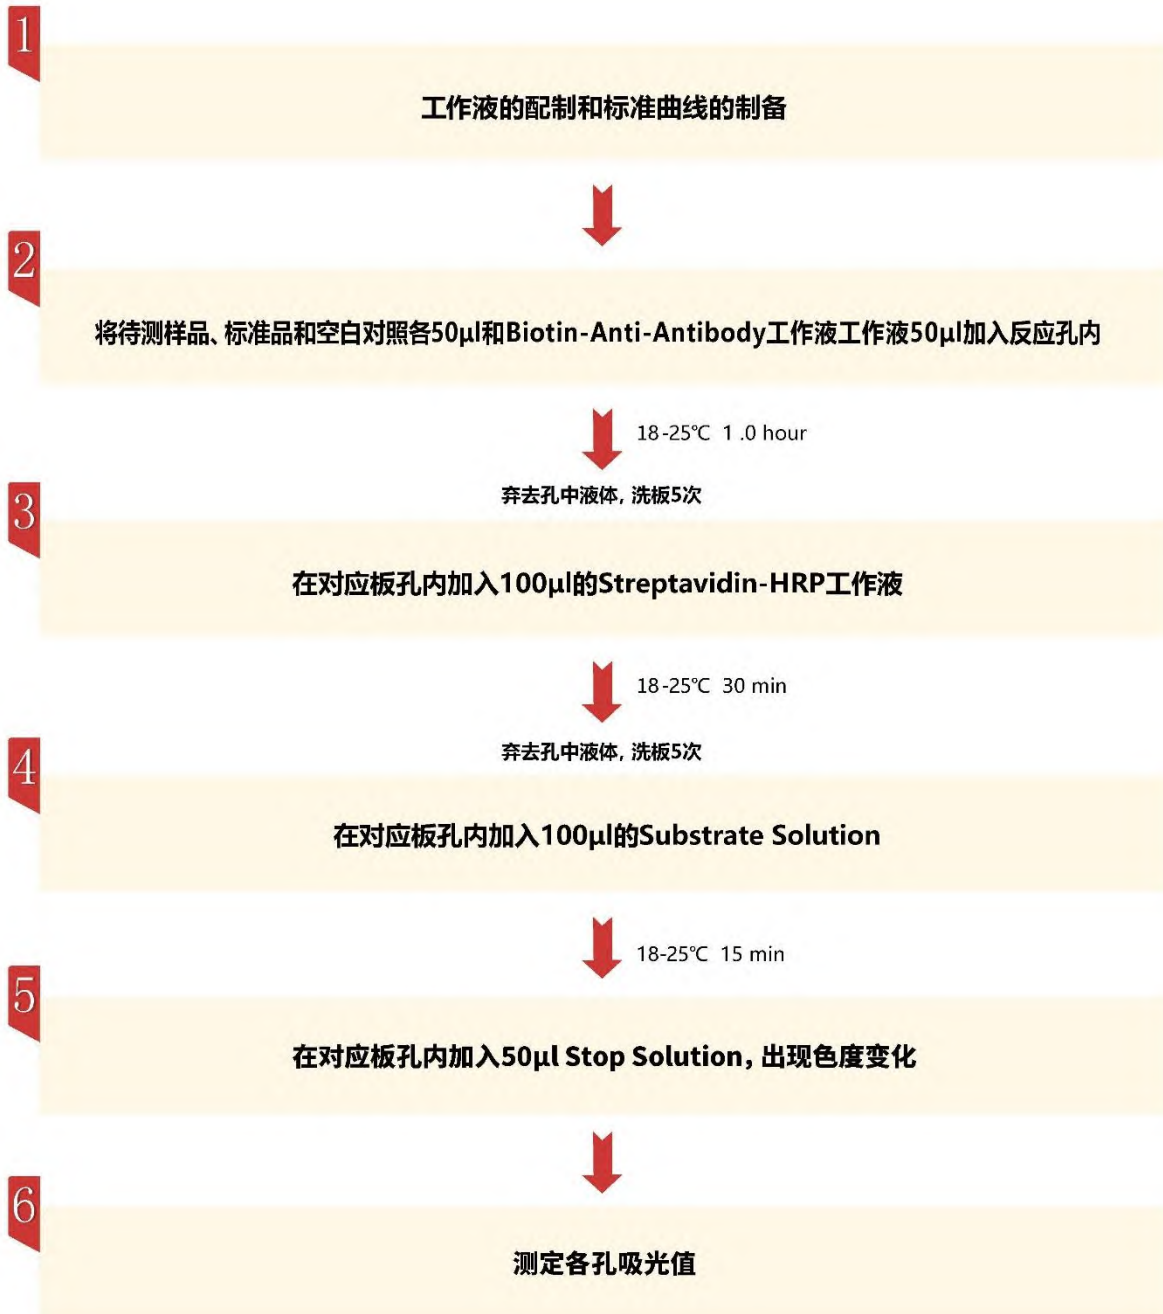 1
工作液的配制和标准曲线的制备
2
将待测样品、标准品和空白对照各50μl和Biotin-Anti-Antibody工作液工作液50μl加入反应孔内
18-25℃ 1 .0 hour
弃去孔中液体, 洗板5次
3
在对应板孔内加入100μl的Streptavidin-HRP工作液
18-25℃ 30 min
弃去孔中液体, 洗板5次
4
在对应板孔内加入100μl的Substrate Solution
18-25℃ 15 min
5
在对应板孔内加入50μl Stop Solution, 出现色度变化
6
测定各孔吸光值